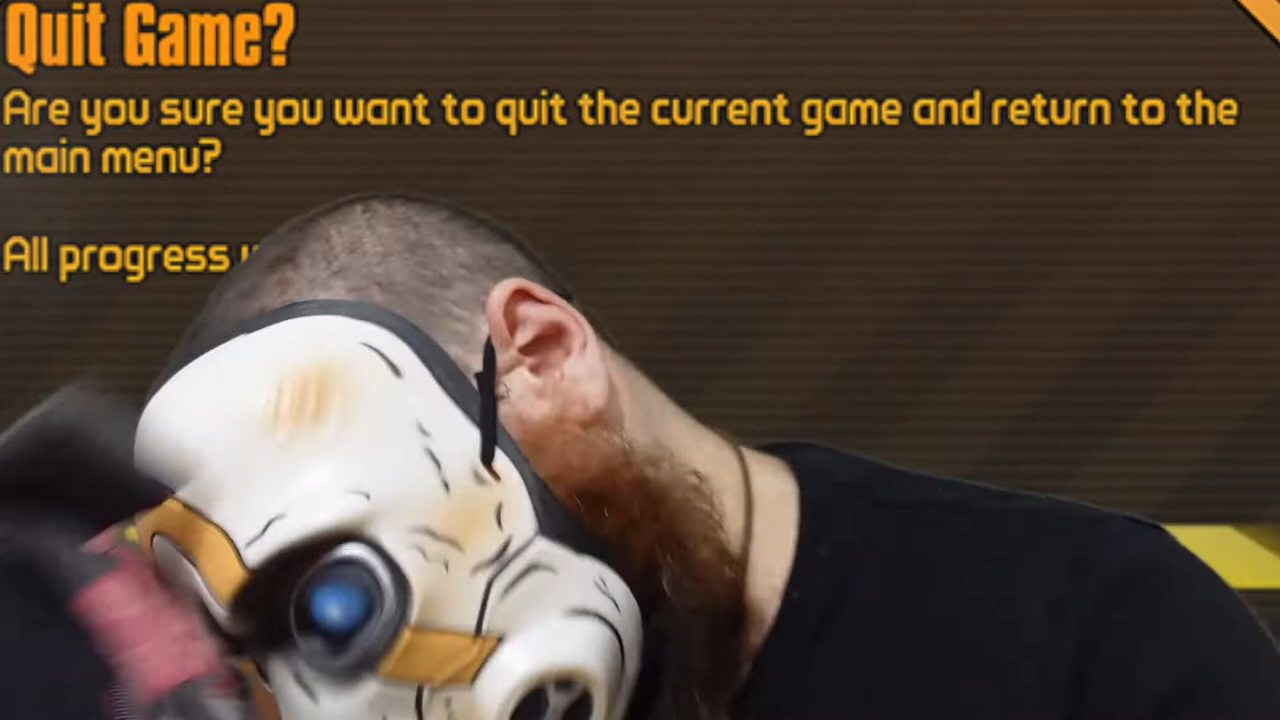 Quit Game?
Are you sure you want to quit the current game and return to the
main menu?
All progress